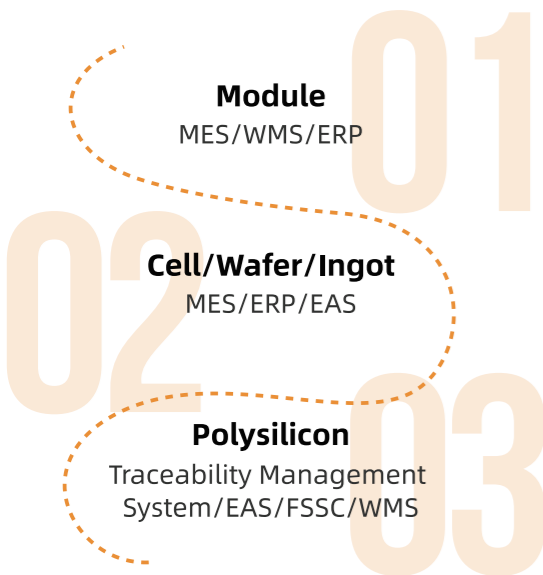 01
Module
MES/WMS/ERP
02
Cell/Wafer/Ingot
MES/ERP/EAS
03
Polysilicon
Traceability Management
System/EAS/FSSC/WMS